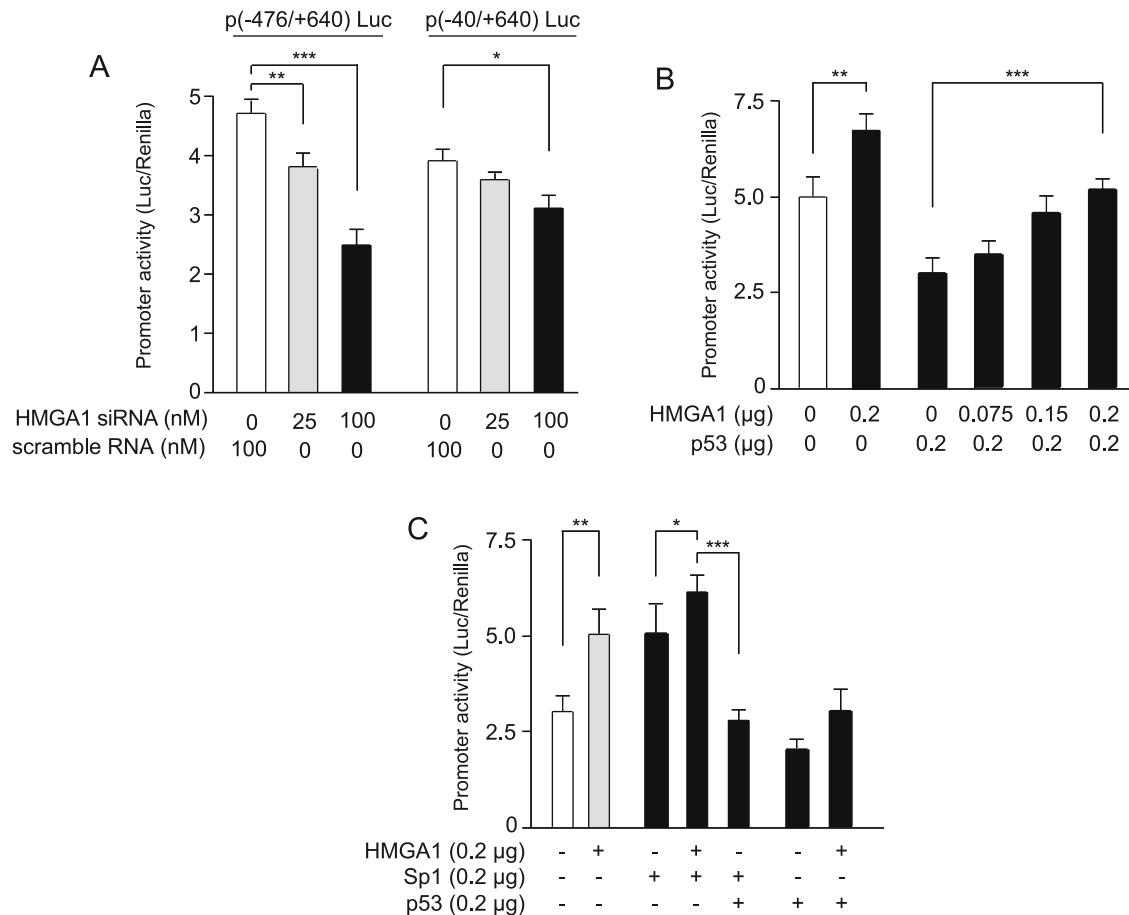 p(-476/+640) Luc p(-40/+640) Luc
A
*** *
**
Promoter activity (Luc/Renilla)
5
4
3
2
1
0
HMGA1 siRNA (nM) 0 25 100 0 25 100
scramble RNA (nM) 100 0 0 100 0 0
B
** ***
Promoter activity (Luc/Renilla)
7.5
5.0
2.5
0
HMGA1 (µg) 0 0.2 0 0.075 0.15 0.2
p53 (µg) 0 0 0.2 0.2 0.2 0.2
C
** * ***
Promoter activity (Luc/Renilla)
7.5
5.0
2.5
0
HMGA1 (0.2 µg) - + - + - - +
Sp1 (0.2 µg) - - + + + - -
p53 (0.2 µg) - - - - + + +